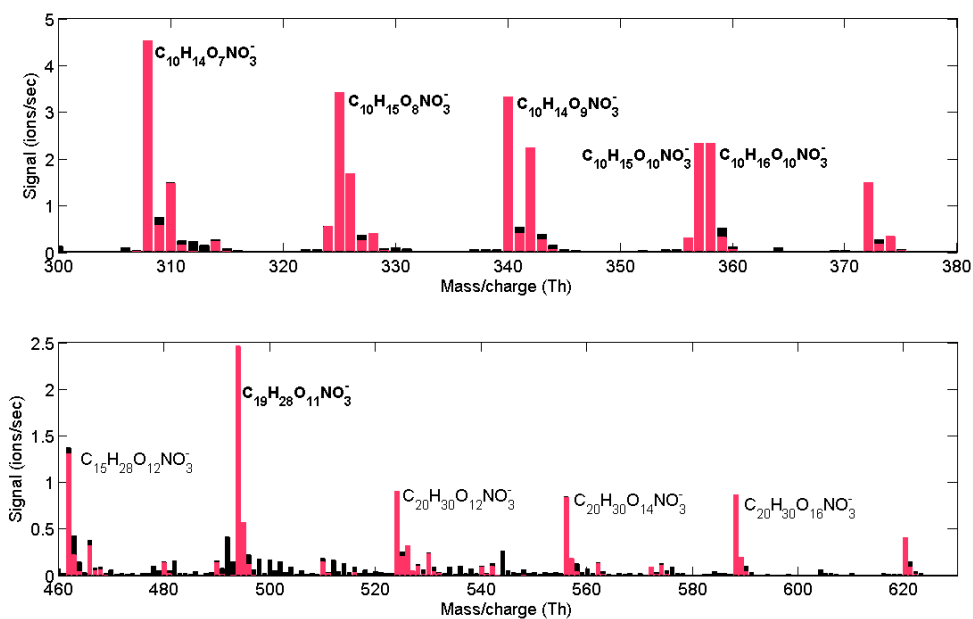 5
4
3
2
1
0
Signal (ions/sec)
C10H14O7NO3-
C10H15O8NO3-
C10H14O9NO3-
C10H15O10NO3-
C10H16O10NO3-
300
310
320
330
340
350
360
370
380
Mass/charge (Th)
2.5
2
1.5
1
0.5
0
Signal (ions/sec)
C15H28O12NO3-
C19H28O11NO3-
C20H30O12NO3-
C20H30O14NO3-
C20H30O16NO3-
460
480
500
520
540
560
580
600
620
Mass/charge (Th)